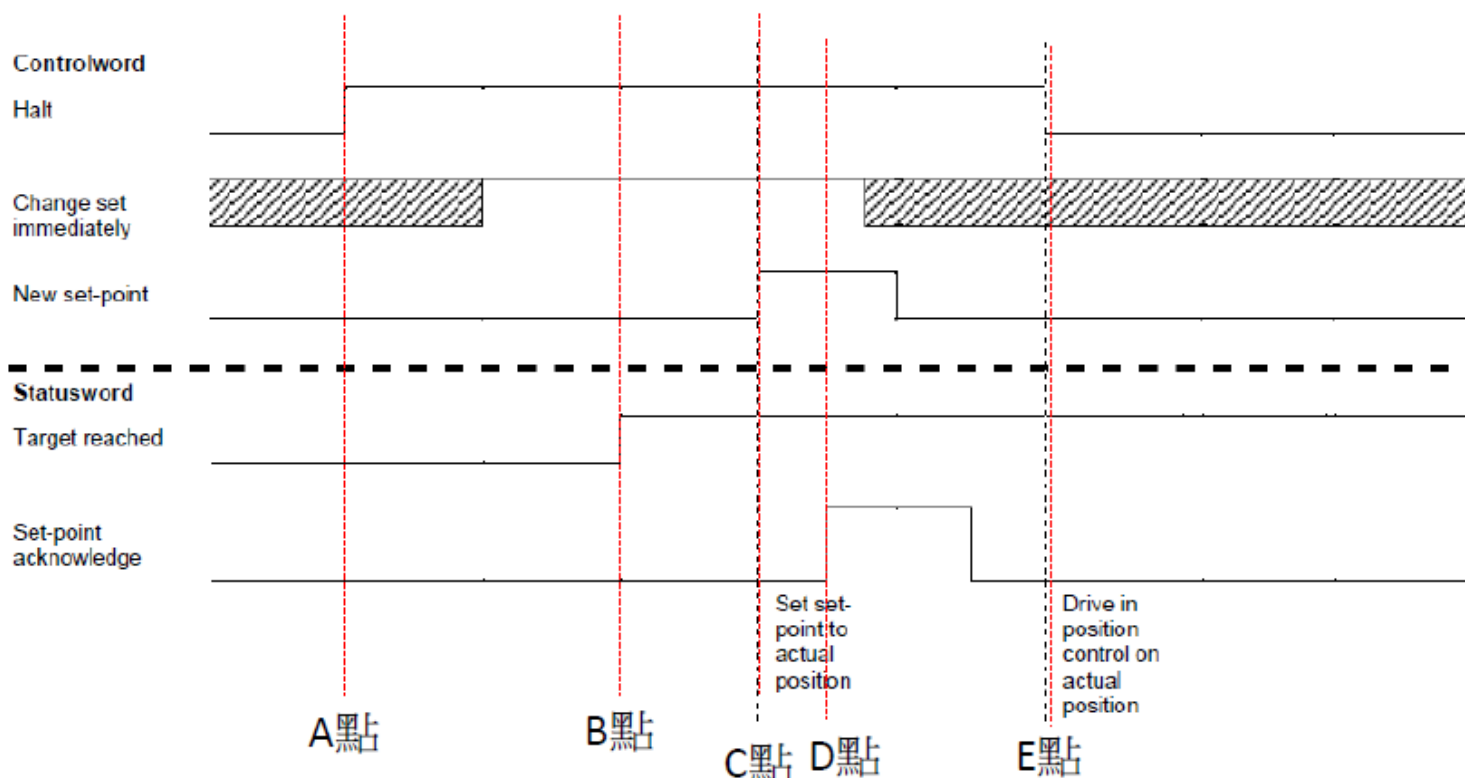 Controlword
Halt
Change set
immediately
New set-point
Statusword
Target reached
Set-point
acknowledge
Set set-
point to
actual
position
Drive in
position
control on
actual
position
A點
B點
C點
D點
E點